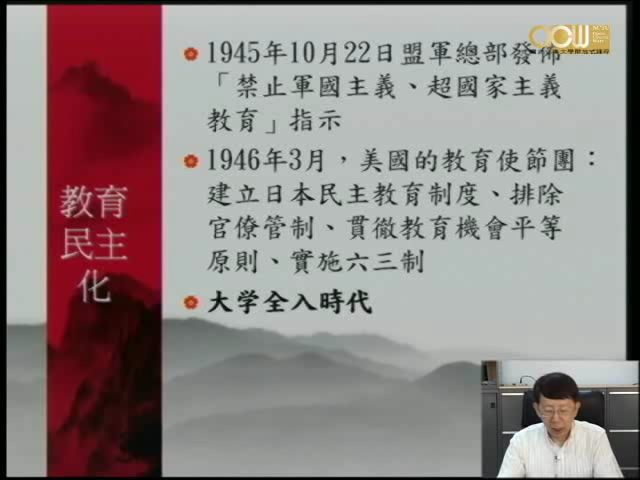 OCW
1945年10月22日盟軍總部發佈
「禁止軍國主義、超國家主義
教育」指示
1946年3月，美國的教育使節團：
建立日本民主教育制度、排除
官僚管制、貫徹教育機會平等
原則、實施六三制
大学全入時代
教育
民主
化